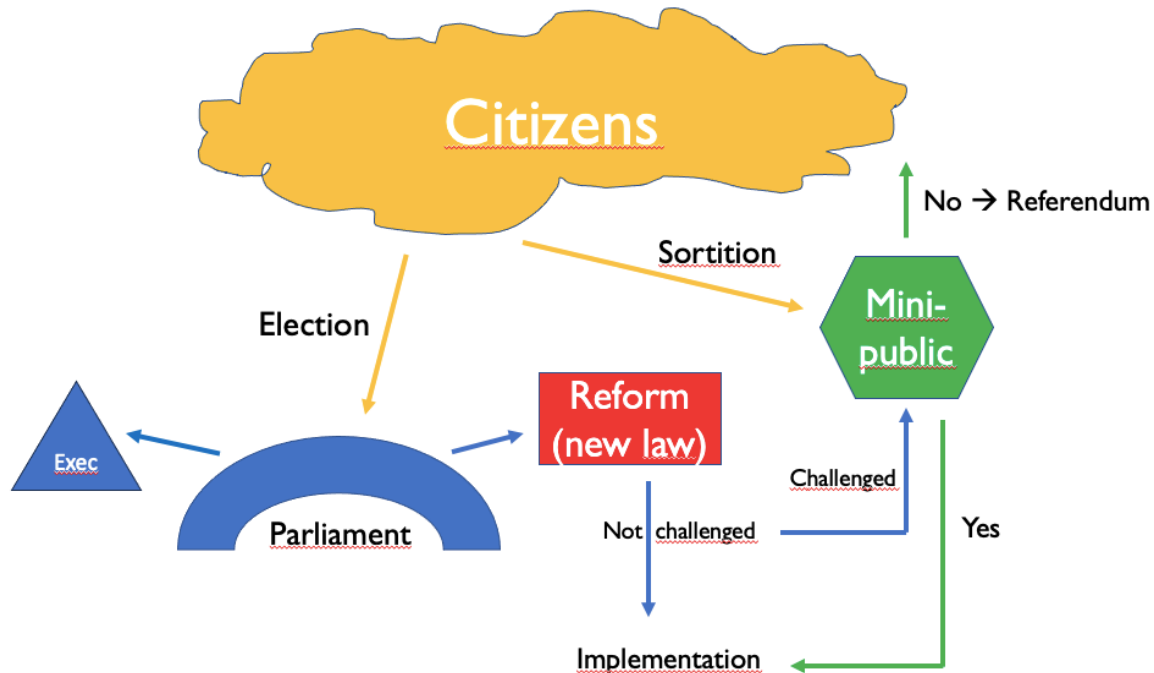 Citizens
No → Referendum
Sortition
Mini-
public
Election
Reform
(new law)
Exec
Challenged
Parliament
Not challenged
Yes
Implementation